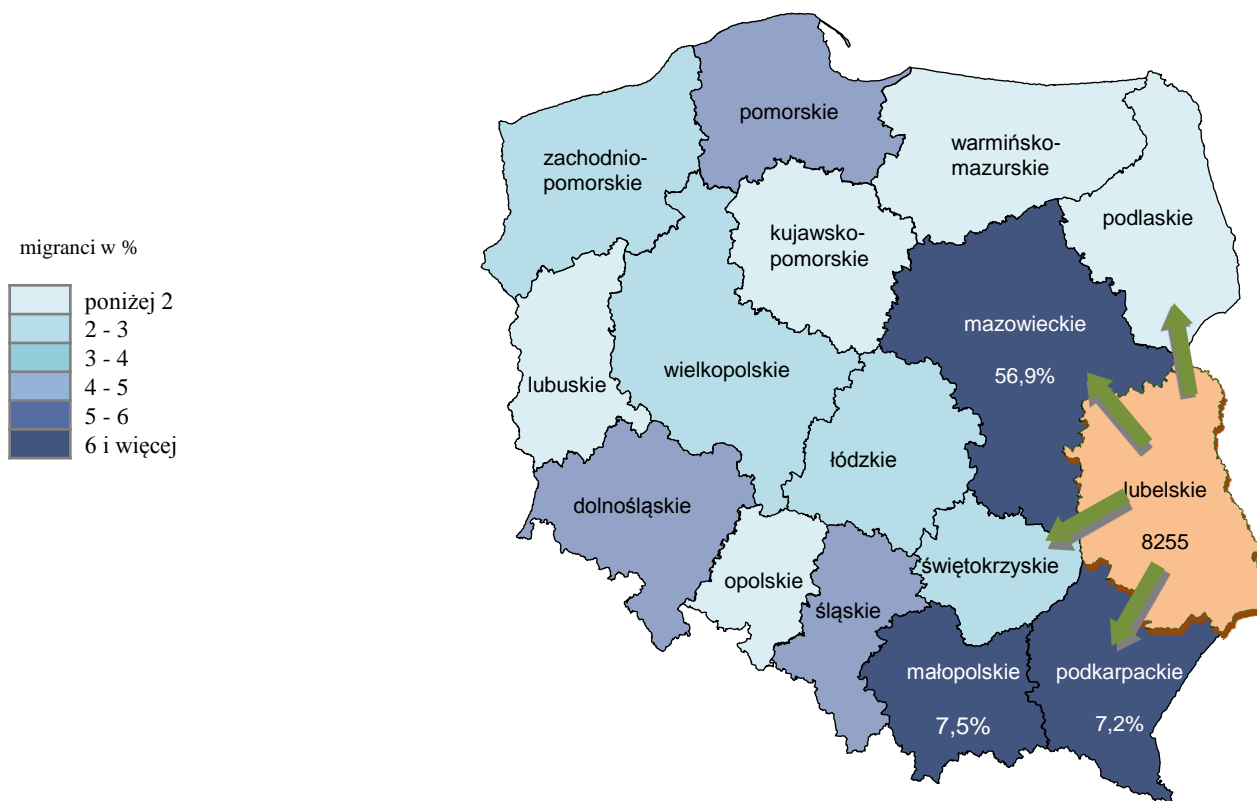 migranci w %
poniżej 2
2 - 3
3 - 4
4 - 5
5 - 6
6 i więcej
pomorskie
zachodnio-
pomorskie
warmińsko-
mazurskie
podlaskie
kujawsko-
pomorskie
mazowieckie
56,9%
lubuskie
wielkopolskie
łódzkie
lubelskie
8255
dolnośląskie
opolskie
śląskie
świętokrzyskie
małopolskie
7,5%
podkarpackie
7,2%